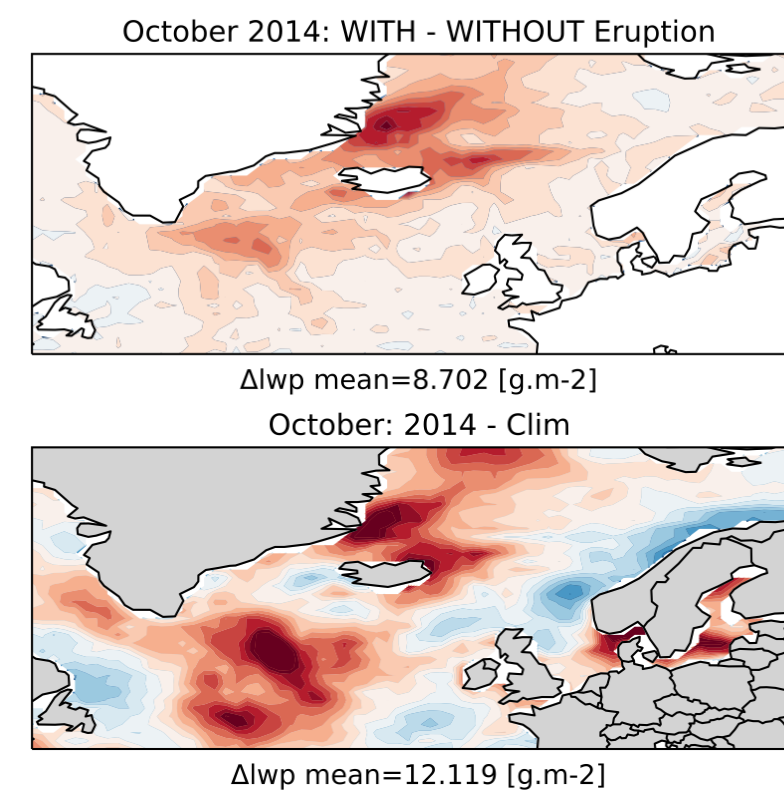 October 2014: WITH - WITHOUT Eruption
Δlwp mean=8.702 [g.m-2]
October: 2014 - Clim
Δlwp mean=12.119 [g.m-2]